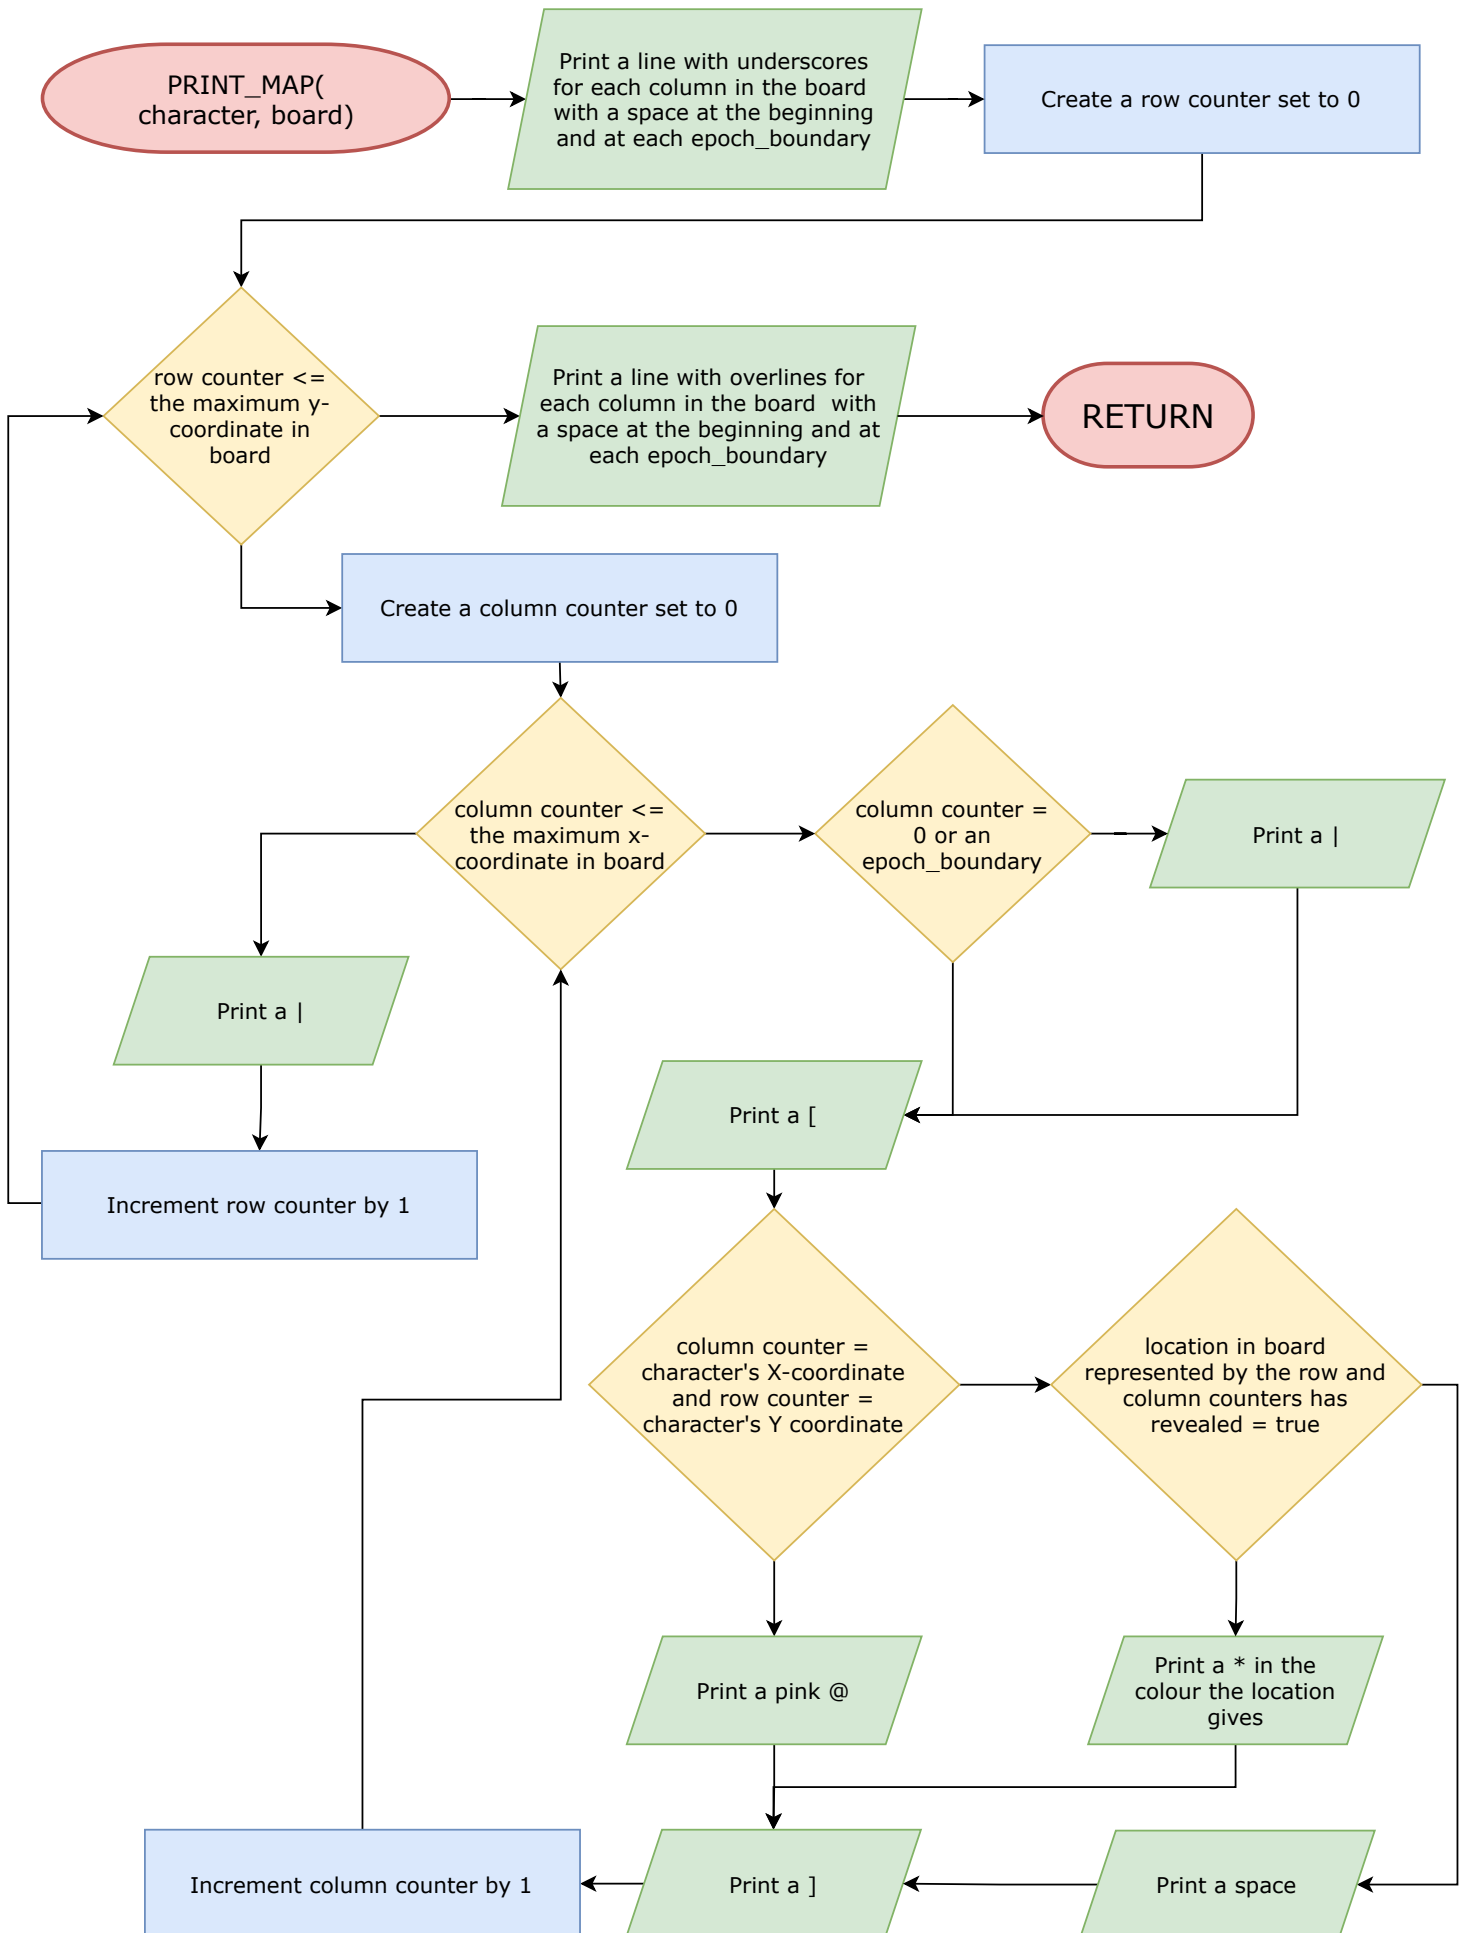 PRINT_MAP(
character, board)
Print a line with underscores
for each column in the board
with a space at the beginning
and at each epoch_boundary
Create a row counter set to 0
row counter <=
the maximum y-
coordinate in
board
Print a line with overlines for
each column in the board  with
a space at the beginning and at
each epoch_boundary
RETURN
Create a column counter set to 0
column counter <=
the maximum x-
coordinate in board
column counter =
0 or an
epoch_boundary
Print a |
Print a |
Print a [
Increment row counter by 1
column counter =
character's X-coordinate
and row counter =
character's Y coordinate
location in board
represented by the row and
column counters has
revealed = true
Print a pink @
Print a * in the
colour the location
gives
Increment column counter by 1
Print a ]
Print a space